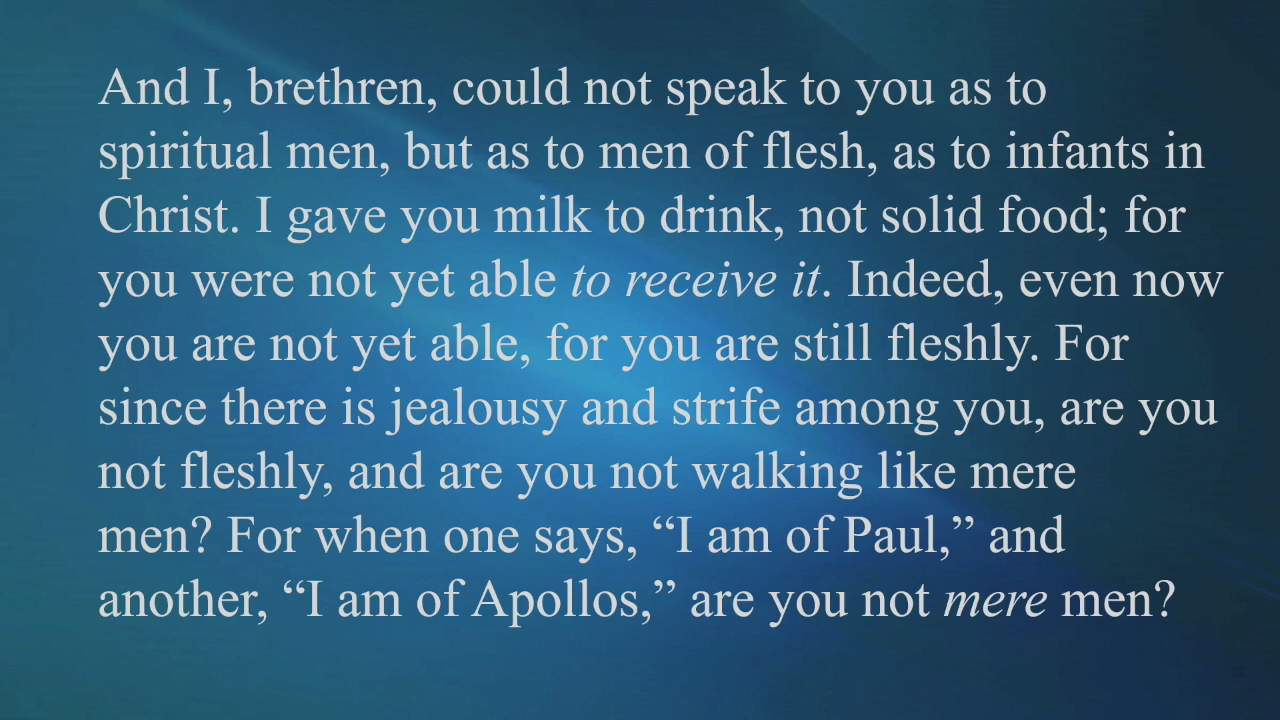 And I, brethren, could not speak to you as to
spiritual men, but as to men of flesh, as to infants in
Christ. I gave you milk to drink, not solid food; for
you were not yet able to receive it. Indeed, even now
you are not yet able, for you are still fleshly. For
since there is jealousy and strife among you, are you
not fleshly, and are you not walking like mere
men? For when one says, “I am of Paul,” and
another, “I am of Apollos,” are you not mere men?